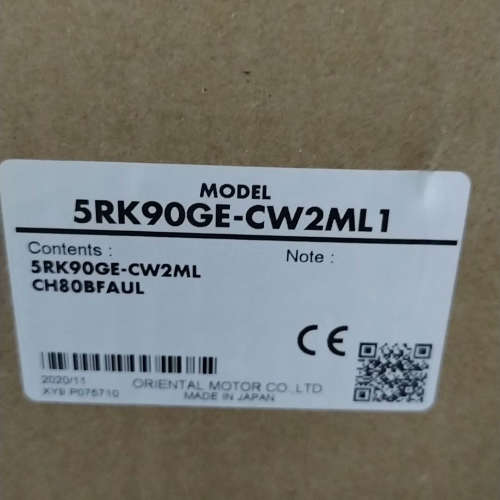 MODEL
5RK90GE-CW2ML1
Contents :
Note :
5RK90GE-CW2ML
CH80BFAUL
CE
2020/11
ORIENTAL MOTOR CO., LTD.
XY9 P075710
MADE IN JAPAN